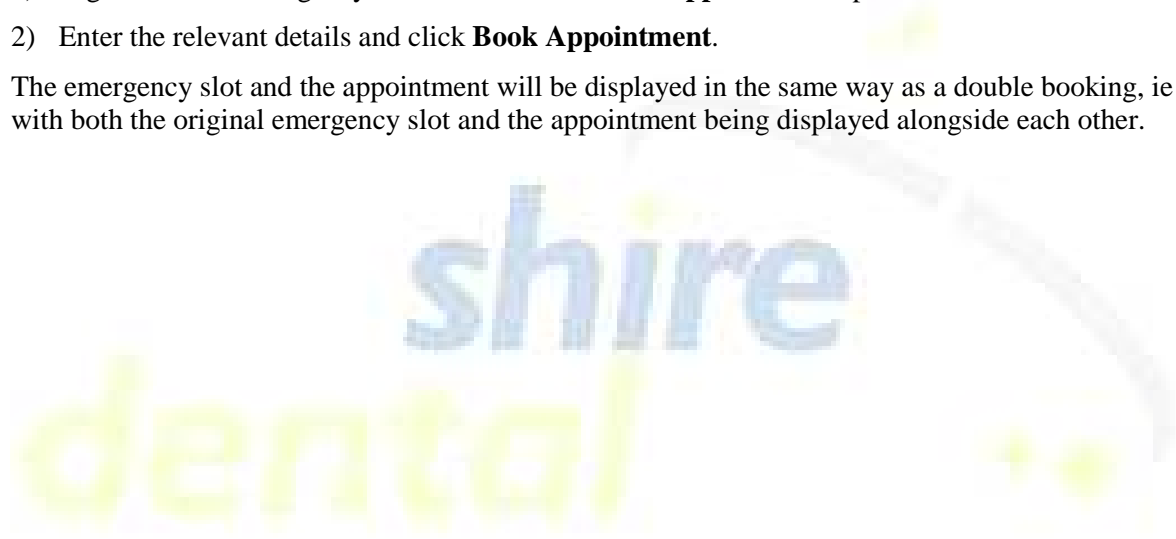 2) Enter the relevant details and click Book Appointment.
The emergency slot and the appointment will be displayed in the same way as a double booking, ie
with both the original emergency slot and the appointment being displayed alongside each other.
shire
dental